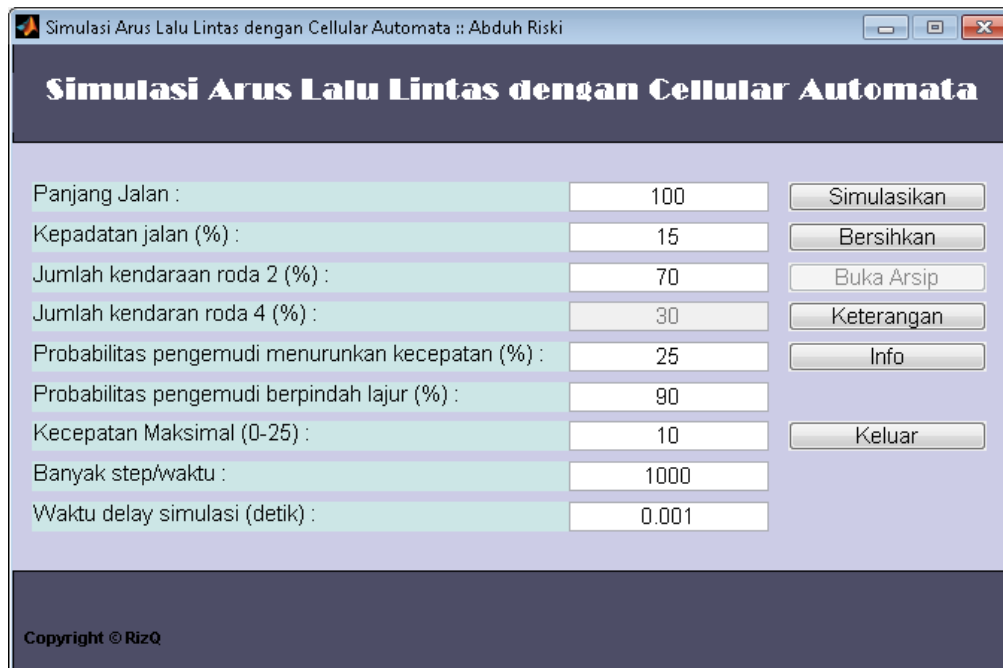 Simulasi Arus Lalu Lintas dengan Cellular Automata :: Abduh Riski
Simulasi Arus Lalu Lintas dengan Cellular Automata
Panjang Jalan : 100 Simulasikan
Kepadatan jalan (%) : 15 Bersihkan
Jumlah kendaraan roda 2 (%) : 70 Buka Arsip
Jumlah kendaran roda 4 (%) : 30 Keterangan
Probabilitas pengemudi menurunkan kecepatan (%) : 25 Info
Probabilitas pengemudi berpindah lajur (%) : 90
Kecepatan Maksimal (0-25) : 10 Keluar
Banyak step/waktu : 1000
Waktu delay simulasi (detik) : 0.001
Copyright © RizQ